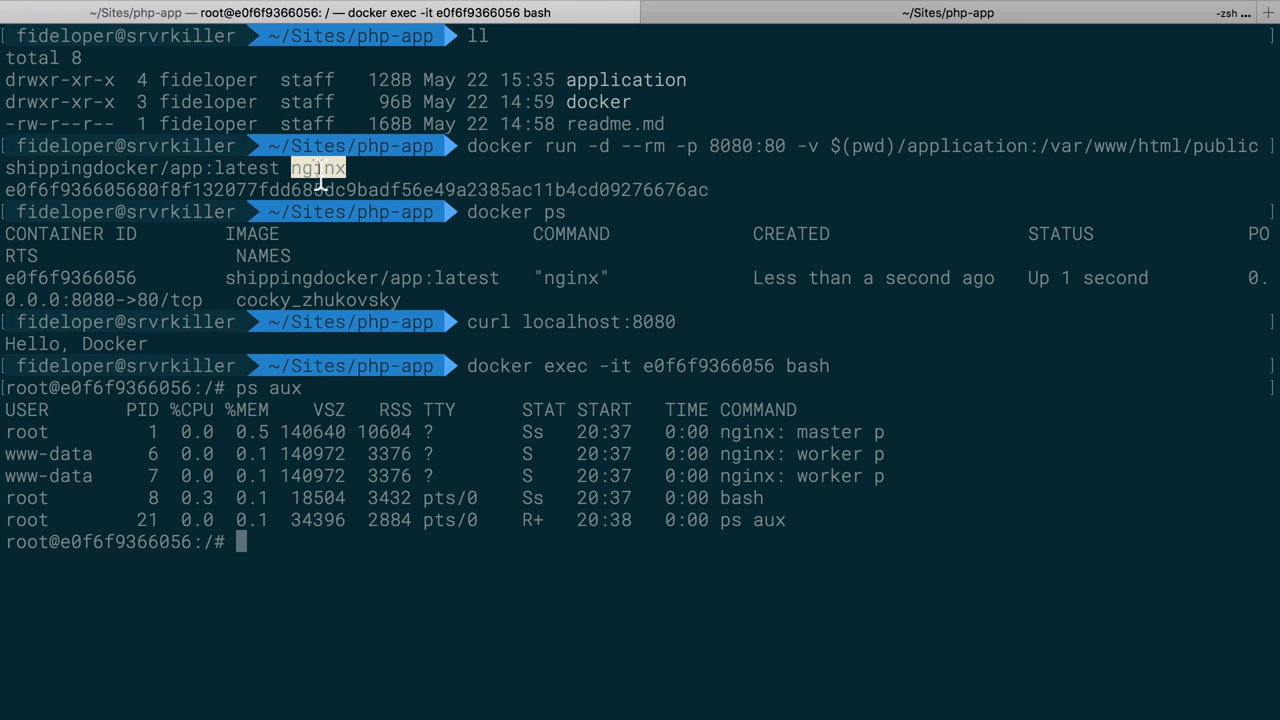 ~/Sites/php-app — root@e0f6f9366056: / — docker exec -it e0f6f9366056 bash
~/Sites/php-app
-zsh ...
+
[ fideloper@srvrkiller ~/Sites/php-app ll ]
total 8
drwxr-xr-x 4 fideloper staff 128B May 22 15:35 application
drwxr-xr-x 3 fideloper staff 96B May 22 14:59 docker
-rw-r--r-- 1 fideloper staff 168B May 22 14:58 readme.md
[ fideloper@srvrkiller ~/Sites/php-app docker run -d --rm -p 8080:80 -v $(pwd)/application:/var/www/html/public
shippingdocker/app:latest nginx
e0f6f936605680f8f132077fdd685dc9badf56e49a2385ac11b4cd09276676ac
[ fideloper@srvrkiller ~/Sites/php-app docker ps ]
CONTAINER ID IMAGE COMMAND CREATED STATUS PO
RTS NAMES
e0f6f9366056 shippingdocker/app:latest "nginx" Less than a second ago Up 1 second 0.
0.0.0:8080->80/tcp cocky_zhukovsky
[ fideloper@srvrkiller ~/Sites/php-app curl localhost:8080 ]
Hello, Docker
[ fideloper@srvrkiller ~/Sites/php-app docker exec -it e0f6f9366056 bash ]
[root@e0f6f9366056:/# ps aux ]
USER PID %CPU %MEM VSZ RSS TTY STAT START TIME COMMAND
root 1 0.0 0.5 140640 10604 ? Ss 20:37 0:00 nginx: master p
www-data 6 0.0 0.1 140972 3376 ? S 20:37 0:00 nginx: worker p
www-data 7 0.0 0.1 140972 3376 ? S 20:37 0:00 nginx: worker p
root 8 0.3 0.1 18504 3432 pts/0 Ss 20:37 0:00 bash
root 21 0.0 0.1 34396 2884 pts/0 R+ 20:38 0:00 ps aux
root@e0f6f9366056:/#